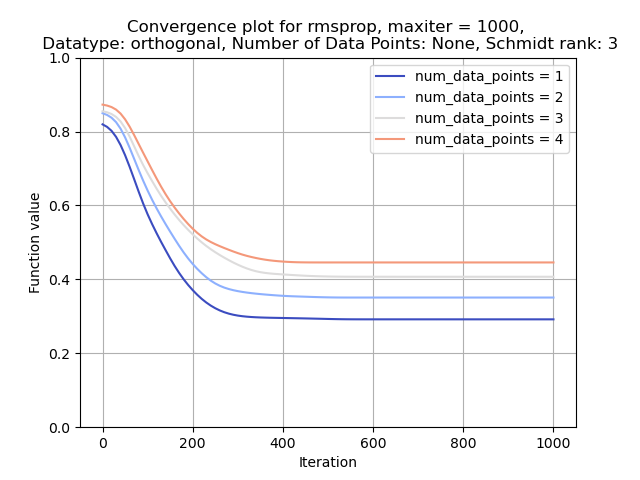 Convergence plot for rmsprop, maxiter = 1000,
Datatype: orthogonal, Number of Data Points: None, Schmidt rank: 3
1.0
0.8
0.6
0.4
0.2
0.0
Function value
num_data_points = 1
num_data_points = 2
num_data_points = 3
num_data_points = 4
0 200 400 600 800 1000
Iteration